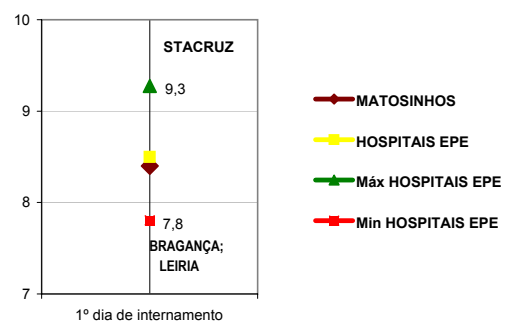 10
STACRUZ
9,3
9
MATOSINHOS
HOSPITAIS EPE
Máx HOSPITAIS EPE
Min HOSPITAIS EPE
8
7,8
BRAGANÇA;
LEIRIA
7
1º dia de internamento